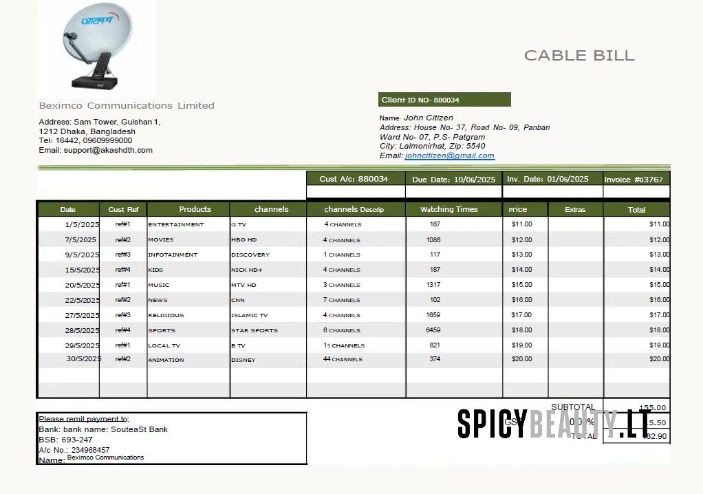 আকাশ
CABLE BILL
Beximco Communications Limited
Address: Sam Tower, Gulshan 1,
1212 Dhaka, Bangladesh
Tel: 16442, 09609999000
Email: support@akashdth.com
Client ID NO- 880034
Name: John Citizen
Address: House No- 37, Road No- 09, Panbari
Ward No- 07, P.S- Patgram
City: Lalmonirhat, Zip: 5540
Email: johncitizen@gmail.com
Cust A/c: 880034 Due Date: 10/06/2025 Inv. Date: 01/06/2025 Invoice #03767
Date Cust Ref Products channels channels Descrip Watching Times Price Extras Total
1/5/2025 ref#1 ENTERTAINMENT G TV 4 CHANNELS 187 $11.00 $11.00
7/5/2025 ref#2 MOVIES HBO HD 4 CHANNELS 1086 $12.00 $12.00
9/5/2025 ref#3 INFOTAINMENT DISCOVERY 1 CHANNELS 117 $13.00 $13.00
15/5/2025 ref#4 KIDS NICK HD+ 4 CHANNELS 187 $14.00 $14.00
20/5/2025 ref#1 MUSIC MTV HD 3 CHANNELS 1317 $15.00 $15.00
22/5/2025 ref#2 NEWS CNN 7 CHANNELS 102 $16.00 $16.00
27/5/2025 ref#3 RELIGIOUS ISLAMIC TV 4 CHANNELS 1659 $17.00 $17.00
28/5/2025 ref#4 SPORTS STAR SPORTS 6 CHANNELS 6459 $18.00 $18.00
29/5/2025 ref#1 LOCAL TV B TV 15 CHANNELS 821 $19.00 $19.00
30/5/2025 ref#2 ANIMATION DISNEY 44 CHANNELS 374 $20.00 $20.00
SUBTOTAL 155.00
TOTAL
SPICYBEAUTY.LT
Please remit payment to:
Bank: bank name: SouteaSt Bank
BSB: 693-247
A/c No.: 234968457
Name: Beximco Communications